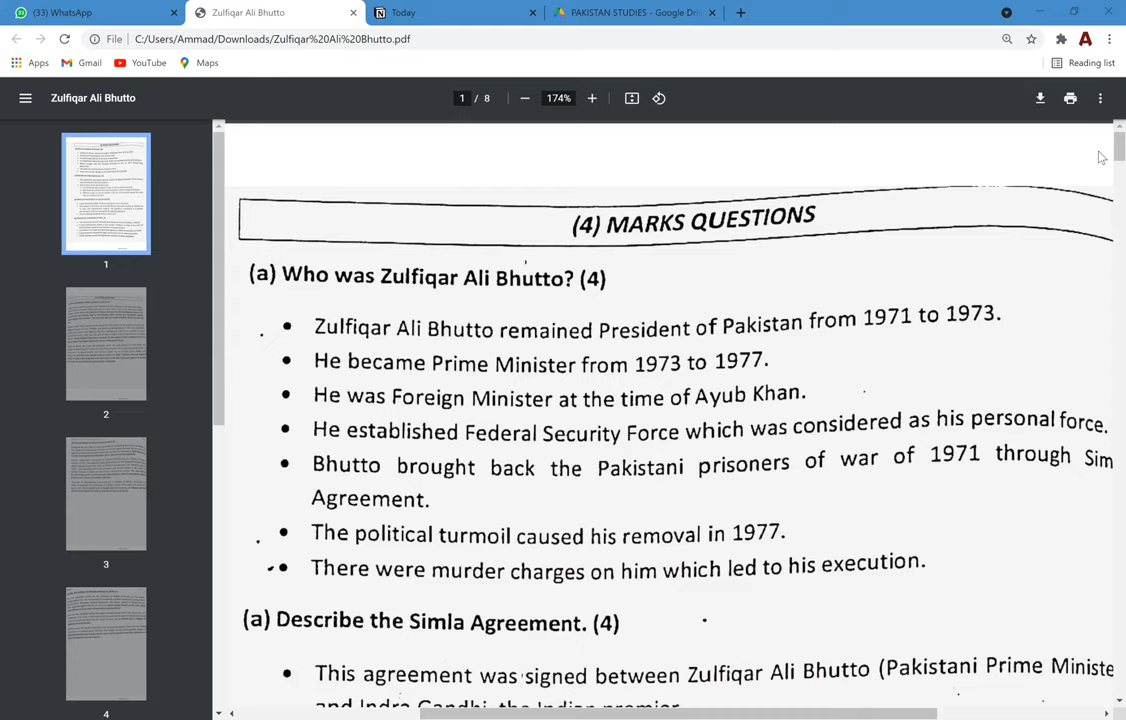 (33) WhatsApp
Zulfiqar Ali Bhutto
Today
PAKISTAN STUDIES - Google Dri
File
C:/Users/Ammad/Downloads/Zulfiqar%20Ali%20Bhutto.pdf
A
Apps
Gmail
YouTube
Maps
Reading list
Zulfiqar Ali Bhutto
1 / 8
174%
1
2
3
4
(4) MARKS QUESTIONS
(a) Who was Zulfiqar Ali Bhutto? (4)
• Zulfiqar Ali Bhutto remained President of Pakistan from 1971 to 1973.
• He became Prime Minister from 1973 to 1977.
• He was Foreign Minister at the time of Ayub Khan.
• He established Federal Security Force which was considered as his personal force.
• Bhutto brought back the Pakistani prisoners of war of 1971 through Sim
Agreement.
• The political turmoil caused his removal in 1977.
• There were murder charges on him which led to his execution.
(a) Describe the Simla Agreement. (4)
• This agreement was signed between Zulfiqar Ali Bhutto (Pakistani Prime Ministe
and Indra Gandhi, the Indian premier